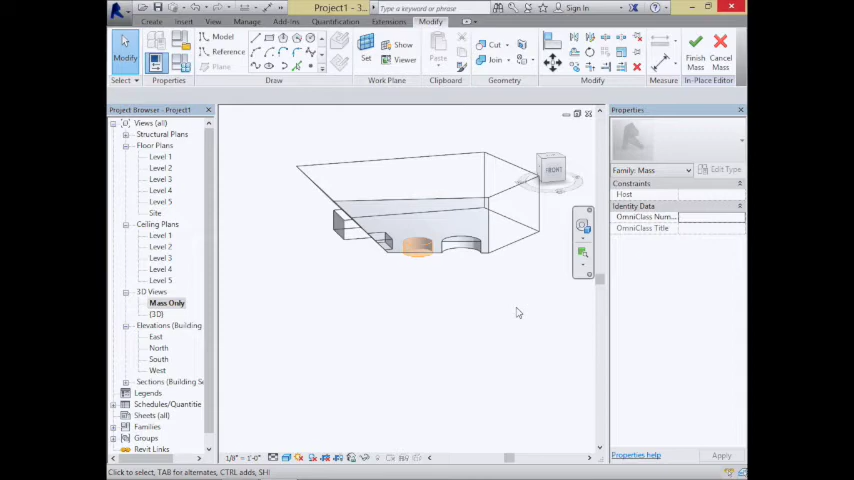 Project1 - 3...
Type a keyword or phrase
Sign In
Create
Insert
View
Manage
Add-Ins
Quantification
Extensions
Modify
Modify
Model
Reference
Plane
Set
Show
Viewer
Paste
Cut
Join
Finish
Mass
Cancel
Mass
Select
Properties
Draw
Work Plane
Clipboard
Geometry
Modify
Measure
In-Place Editor
Project Browser - Project1
Views (all)
Structural Plans
Floor Plans
Level 1
Level 2
Level 3
Level 4
Level 5
Site
Ceiling Plans
Level 1
Level 2
Level 3
Level 4
Level 5
3D Views
Mass Only
{3D}
Elevations (Building
East
North
South
West
Sections (Building Se
Legends
Schedules/Quantitie
Sheets (all)
Families
Groups
Revit Links
FRONT
Properties
Family: Mass
Edit Type
Constraints
Host
Identity Data
OmniClass Num...
OmniClass Title
Properties help
Apply
1/8" = 1'-0"
Click to select, TAB for alternates, CTRL adds, SHI